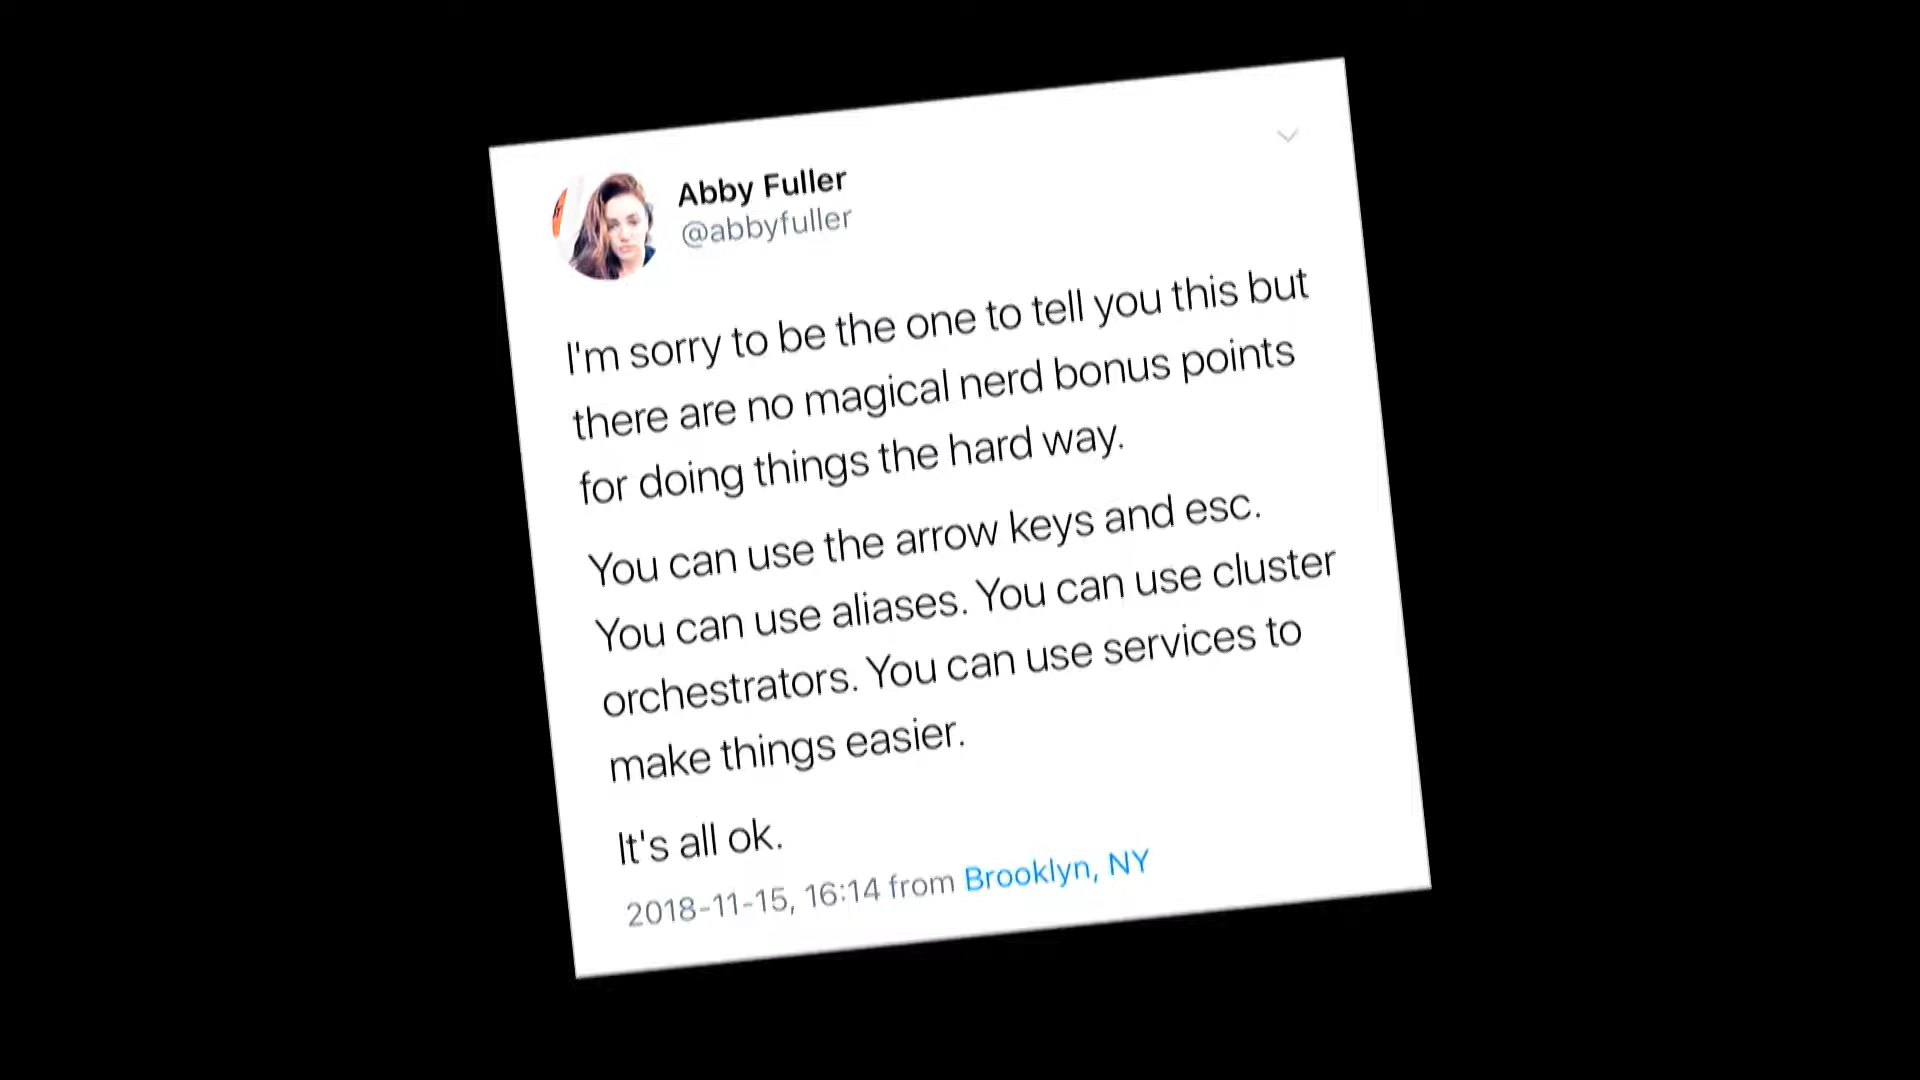 Abby Fuller
@abbyfuller
I'm sorry to be the one to tell you this but
there are no magical nerd bonus points
for doing things the hard way.
You can use the arrow keys and esc.
You can use aliases. You can use cluster
orchestrators. You can use services to
make things easier.
It's all ok.
2018-11-15, 16:14 from Brooklyn, NY